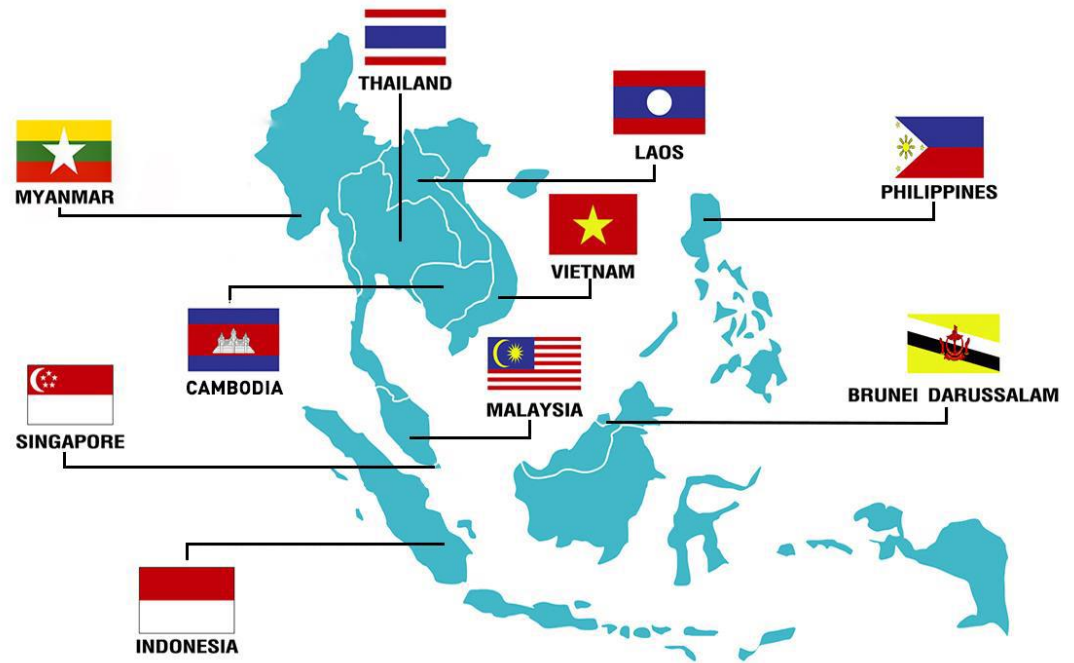 THAILAND
LAOS
MYANMAR
PHILIPPINES
VIETNAM
CAMBODIA
MALAYSIA
BRUNEI DARUSSALAM
SINGAPORE
INDONESIA